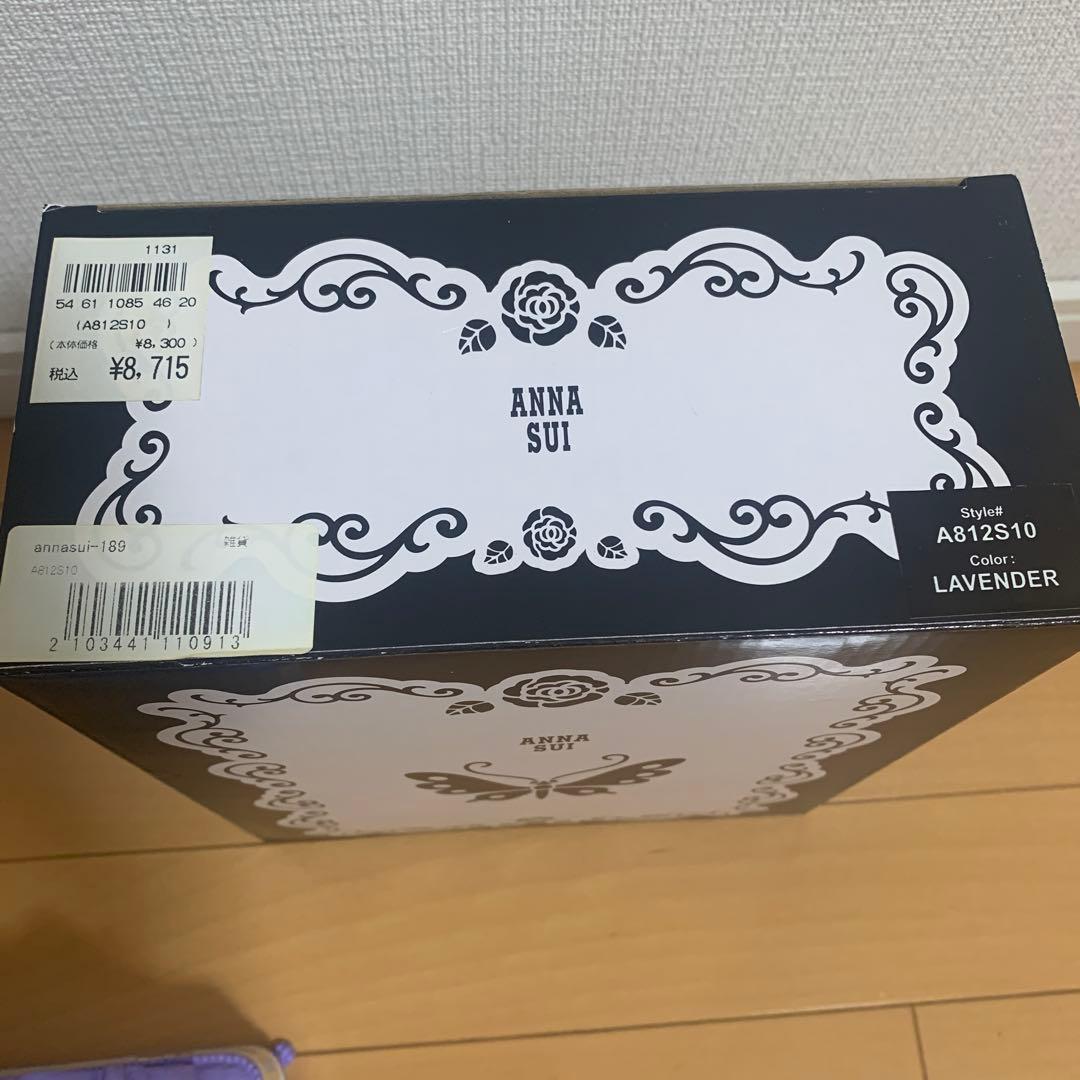 1131
54 61 1085 46 20
(A812S10 )
(本体価格 ¥8,300)
税込 ¥8,715
ANNA
SUI
Style#
A812S10
Color:
LAVENDER
annasui-189 雑貨
A812S10
2 103441 110913
ANNA
SUI